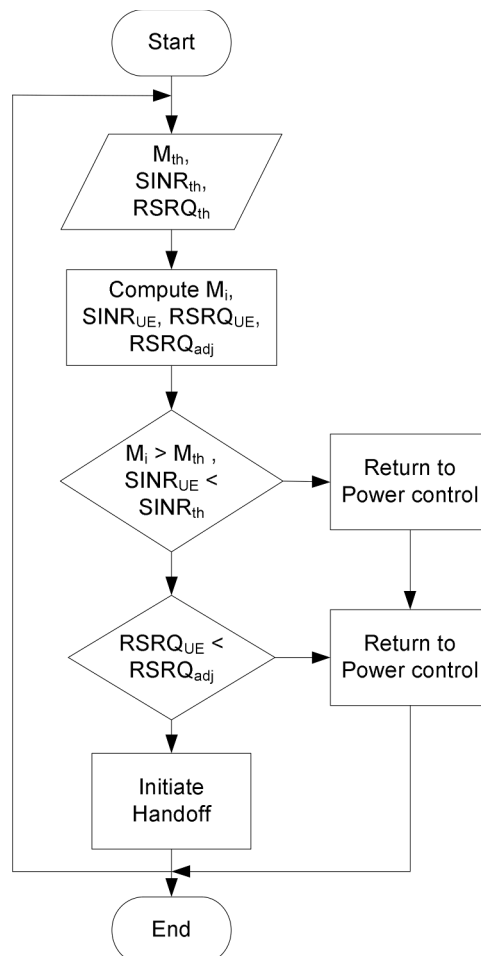 Start
M_th,
SINR_th,
RSRQ_th
Compute M_i,
SINR_UE, RSRQ_UE,
RSRQ_adj
M_i > M_th ,
SINR_UE <
SINR_th
Return to
Power control
RSRQ_UE <
RSRQ_adj
Return to
Power control
Initiate
Handoff
End